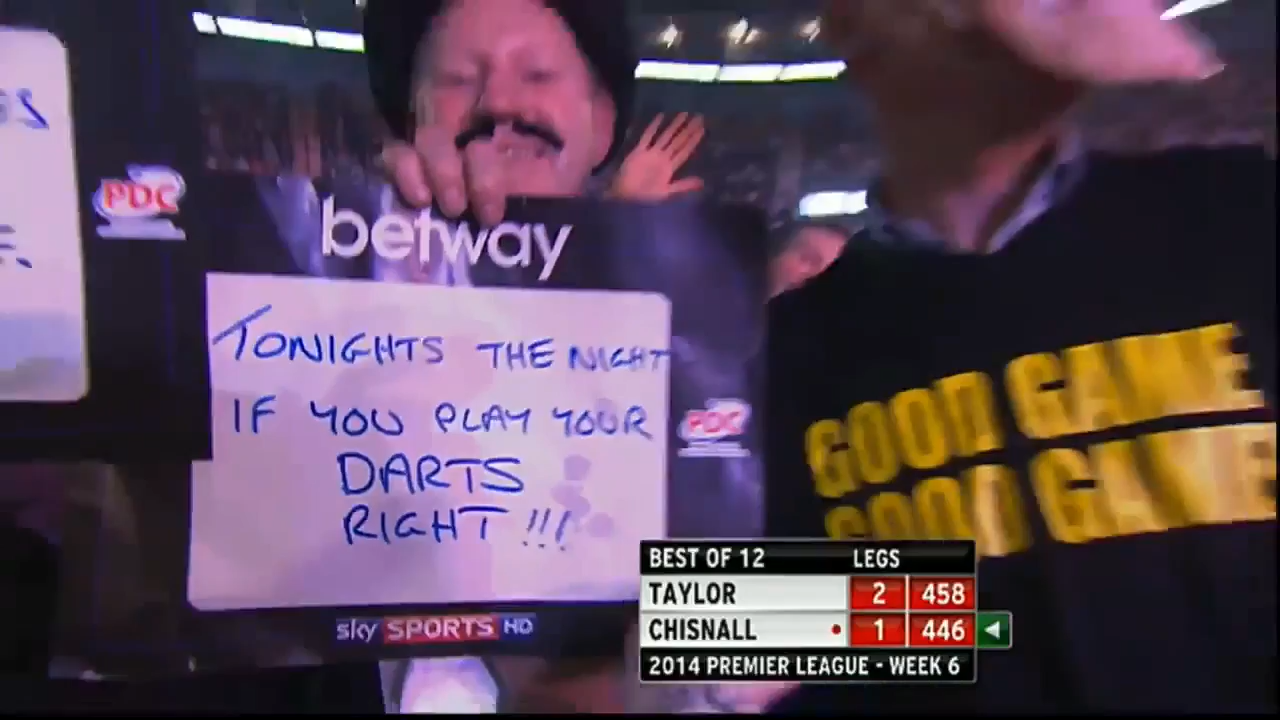 PDC
betway
TONIGHTS THE NIGHT
IF YOU PLAY YOUR
DARTS
RIGHT !!!
PDC
sky SPORTS HD
GOOD GAME
GOOD GAME
BEST OF 12 LEGS
TAYLOR 2 458
CHISNALL 1 446
2014 PREMIER LEAGUE - WEEK 6